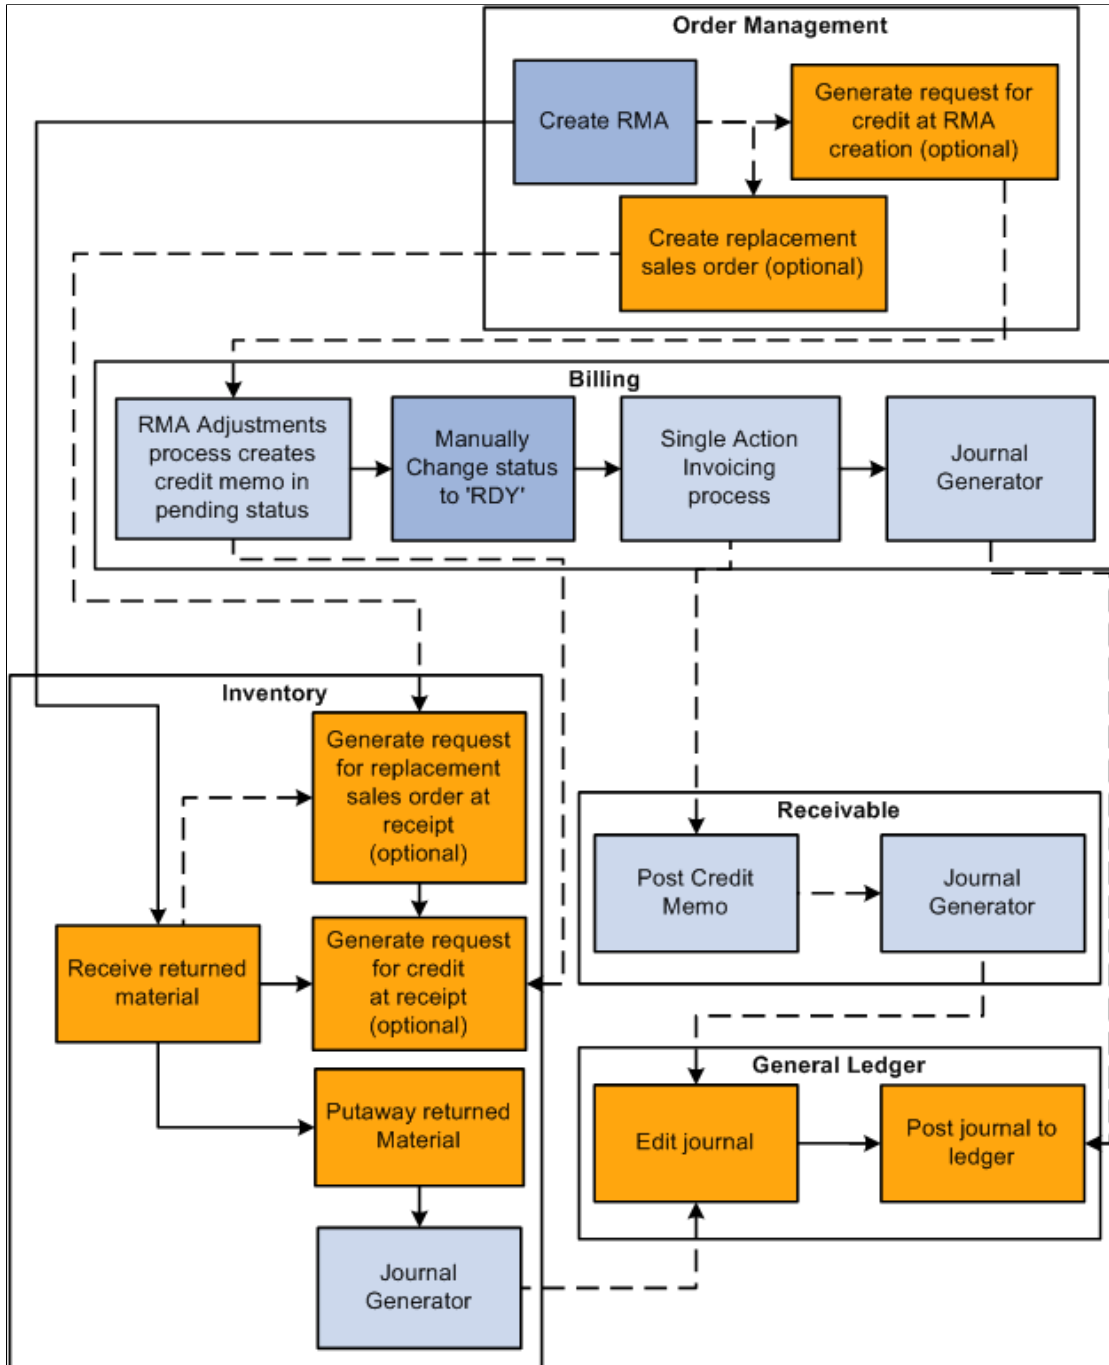 Order Management
Create RMA
Generate request for
credit at RMA
creation (optional)
Create replacement
sales order (optional)
Billing
RMA Adjustments
process creates
credit memo in
pending status
Manually
Change status
to 'RDY'
Single Action
Invoicing
process
Journal
Generator
Inventory
Generate request
for replacement
sales order at
receipt
(optional)
Receive returned
material
Generate request
for credit
at receipt
(optional)
Putaway returned
Material
Journal
Generator
Receivable
Post Credit
Memo
Journal
Generator
General Ledger
Edit journal
Post journal to
ledger